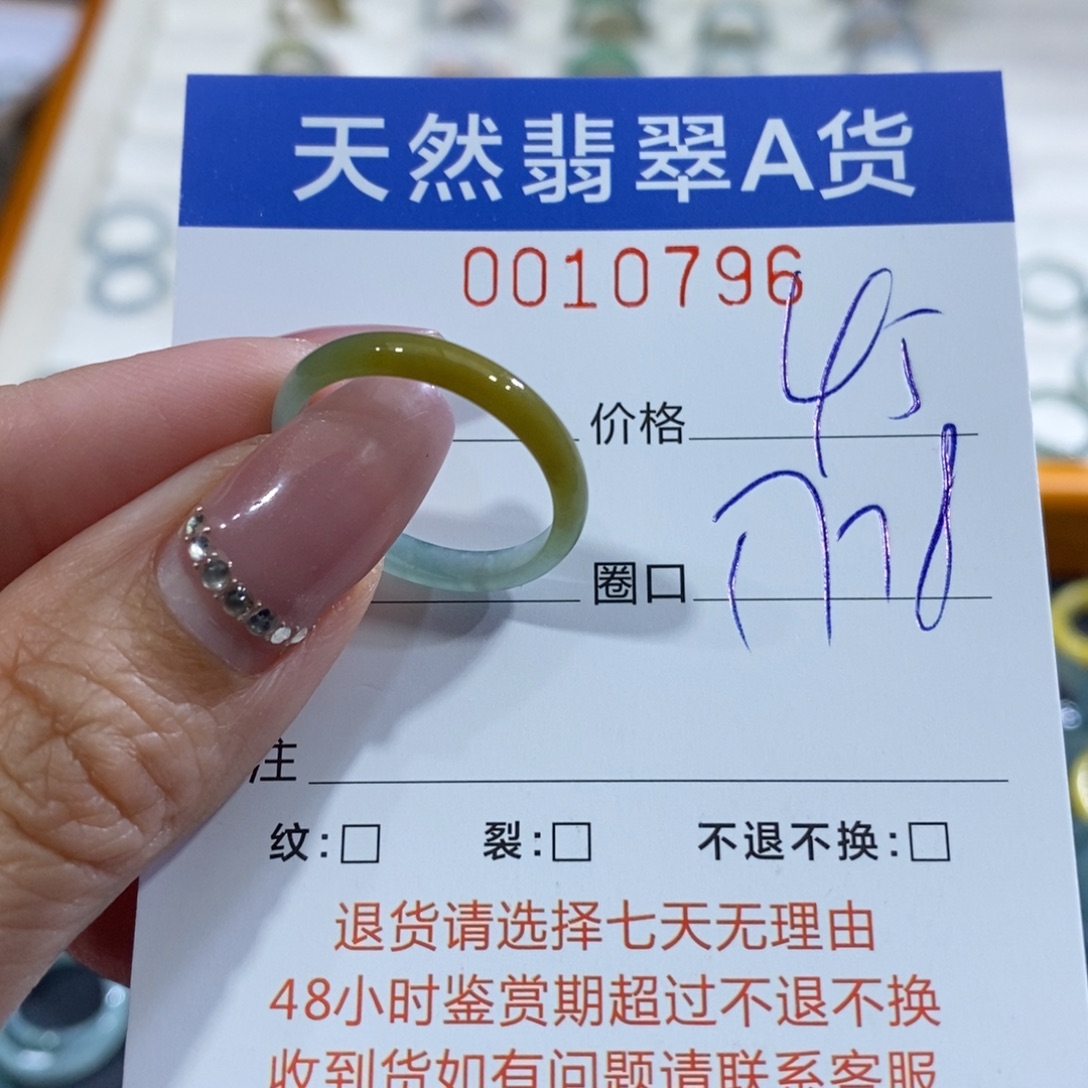 天然翡翠A货
0010796
价格 45
圈口
注
纹:□ 裂:□ 不退不换:□
退货请选择七天无理由
48小时鉴赏期超过不退不换
收到货如有问题请联系客服